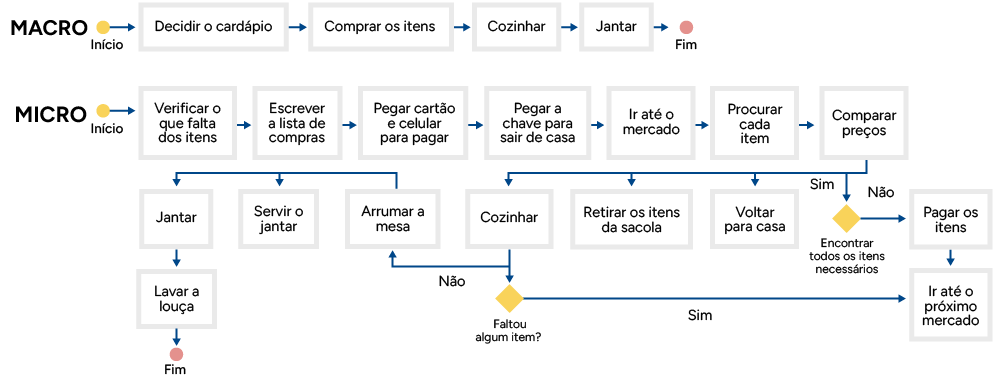 MACRO
Início
Decidir o cardápio
Comprar os itens
Cozinhar
Jantar
Fim
MICRO
Início
Verificar o
que falta
dos itens
Escrever
a lista de
compras
Pegar cartão
e celular
para pagar
Pegar a
chave para
sair de casa
Ir até o
mercado
Procurar
cada
item
Comparar
preços
Jantar
Servir o
jantar
Arrumar a
mesa
Cozinhar
Retirar os itens
da sacola
Voltar
para casa
Sim
Não
Encontrar
todos os itens
necessários
Pagar os
itens
Lavar a
louça
Não
Faltou
algum item?
Sim
Ir até o
próximo
mercado
Fim